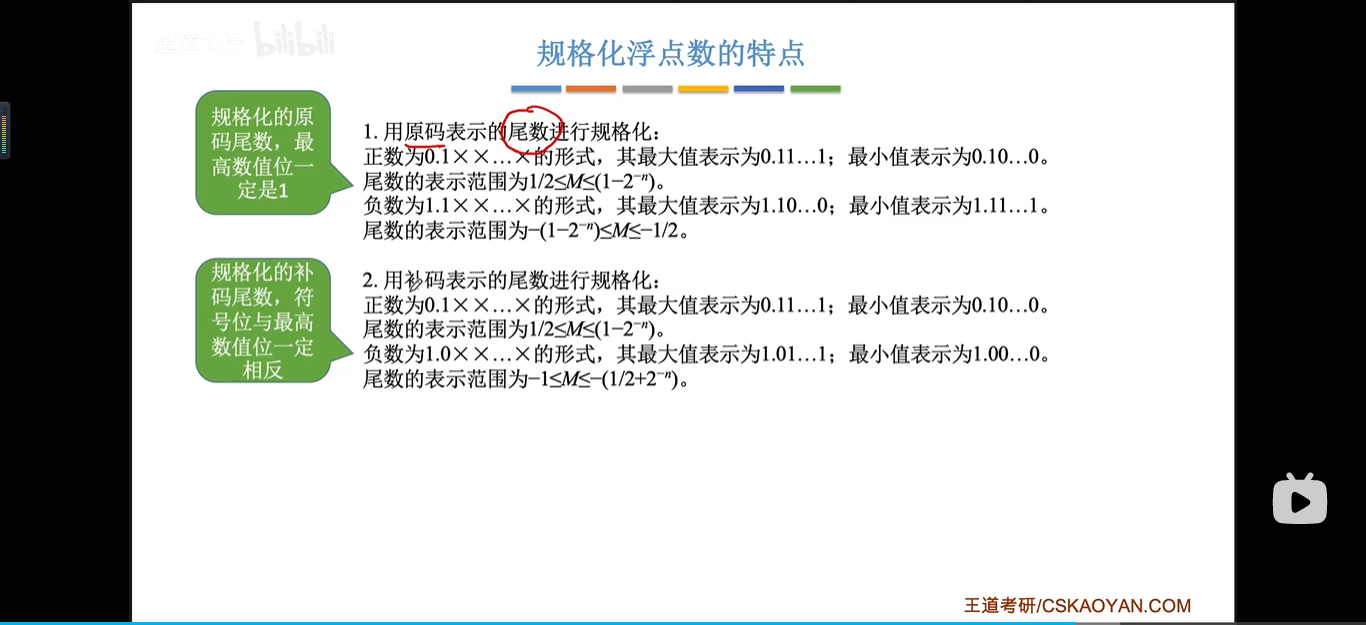 王道考研 bilibili
规格化浮点数的特点
规格化的原
码尾数，最
高数值位一
定是1
1. 用原码表示的尾数进行规格化：
正数为0.1××…×的形式，其最大值表示为0.11…1；最小值表示为0.10…0。
尾数的表示范围为1/2≤M≤(1−2⁻ⁿ)。
负数为1.1××…×的形式，其最大值表示为1.10…0；最小值表示为1.11…1。
尾数的表示范围为−(1−2⁻ⁿ)≤M≤−1/2。
规格化的补
码尾数，符
号位与最高
数值位一定
相反
2. 用补码表示的尾数进行规格化：
正数为0.1××…×的形式，其最大值表示为0.11…1；最小值表示为0.10…0。
尾数的表示范围为1/2≤M≤(1−2⁻ⁿ)。
负数为1.0××…×的形式，其最大值表示为1.01…1；最小值表示为1.00…0。
尾数的表示范围为−1≤M≤−(1/2+2⁻ⁿ)。
王道考研/CSKAOYAN.COM